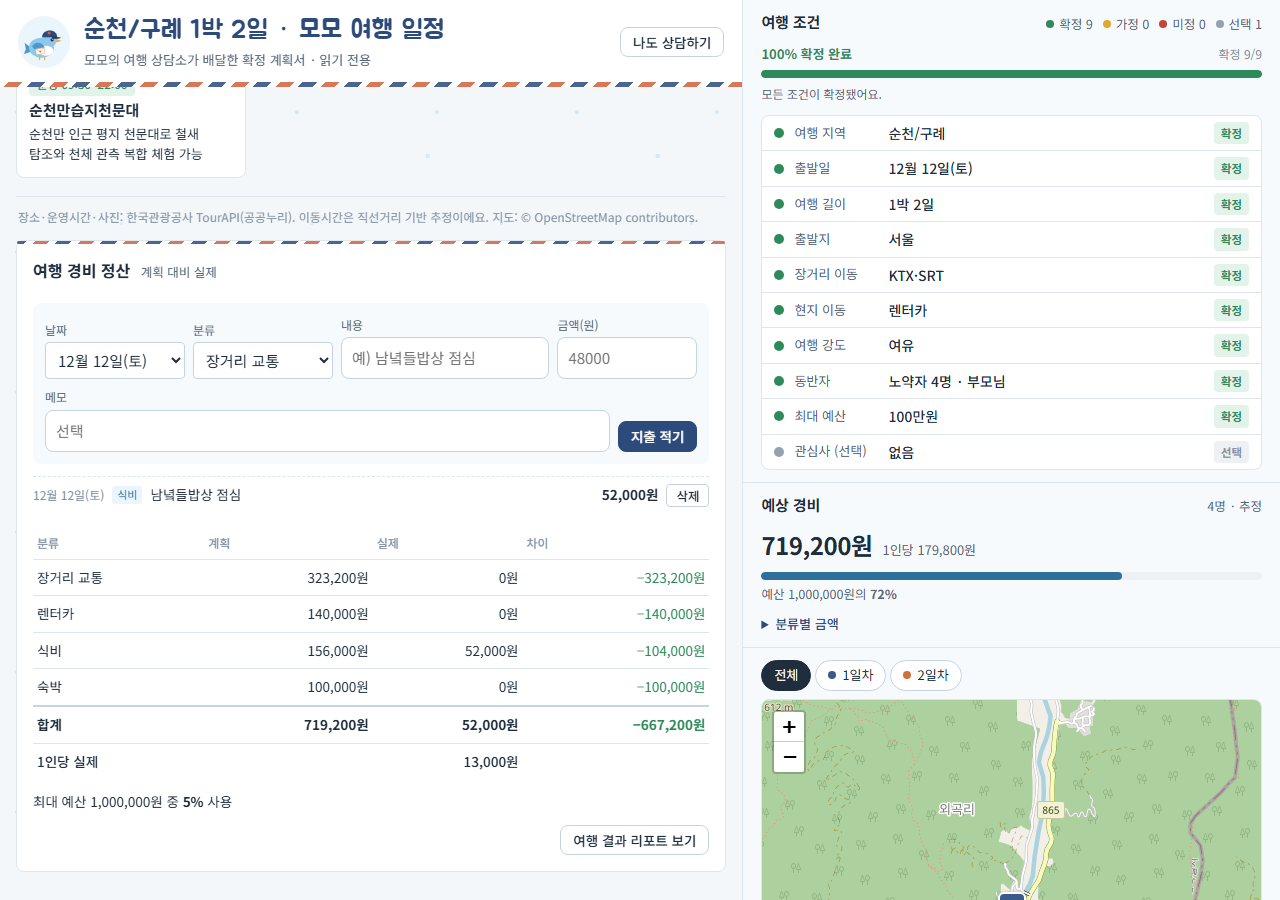 순천/구례 1박 2일 · 모모 여행 일정
모모의 여행 상담소가 배달한 확정 계획서 · 읽기 전용
나도 상담하기
순천만습지천문대
순천만 인근 평지 천문대로 철새
탐조와 천체 관측 복합 체험 가능
장소·운영시간·사진: 한국관광공사 TourAPI(공공누리). 이동시간은 직선거리 기반 추정이에요. 지도: © OpenStreetMap contributors.
여행 경비 정산 계획 대비 실제
날짜 분류 내용 금액(원)
12월 12일(토) 장거리 교통 예) 남녘들밥상 점심 48000
메모
선택 지출 적기
12월 12일(토) 식비 남녘들밥상 점심 52,000원 삭제
분류 계획 실제 차이
장거리 교통 323,200원 0원 −323,200원
렌터카 140,000원 0원 −140,000원
식비 156,000원 52,000원 −104,000원
숙박 100,000원 0원 −100,000원
합계 719,200원 52,000원 −667,200원
1인당 실제 13,000원
최대 예산 1,000,000원 중 5% 사용
여행 결과 리포트 보기
여행 조건 확정 9 가정 0 미정 0 선택 1
100% 확정 완료 확정 9/9
모든 조건이 확정됐어요.
여행 지역 순천/구례 확정
출발일 12월 12일(토) 확정
여행 길이 1박 2일 확정
출발지 서울 확정
장거리 이동 KTX·SRT 확정
현지 이동 렌터카 확정
여행 강도 여유 확정
동반자 노약자 4명 · 부모님 확정
최대 예산 100만원 확정
관심사 (선택) 없음 선택
예상 경비 4명 · 추정
719,200원 1인당 179,800원
예산 1,000,000원의 72%
▶ 분류별 금액
전체 1일차 2일차
612 m
+
−
외곡리
865